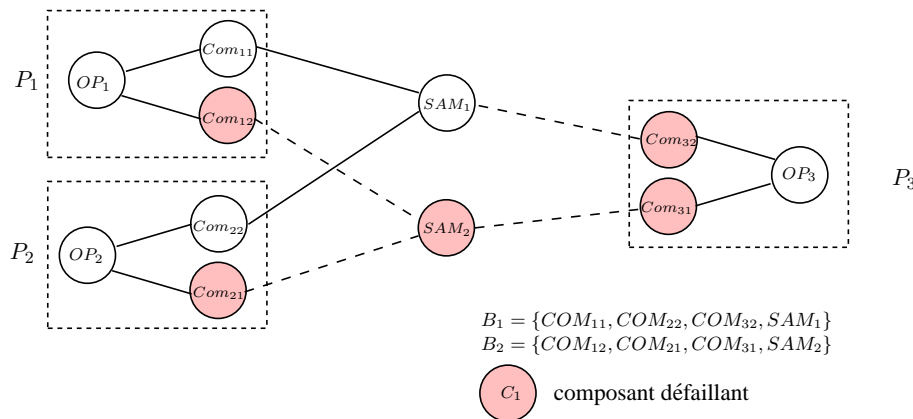 P₁
OP₁
Com₁₁
Com₁₂
SAM₁
Com₃₂
OP₃
P₃
Com₃₁
P₂
OP₂
Com₂₂
Com₂₁
SAM₂
B₁ = {COM₁₁, COM₂₂, COM₃₂, SAM₁}
B₂ = {COM₁₂, COM₂₁, COM₃₁, SAM₂}
C₁ composant défaillant